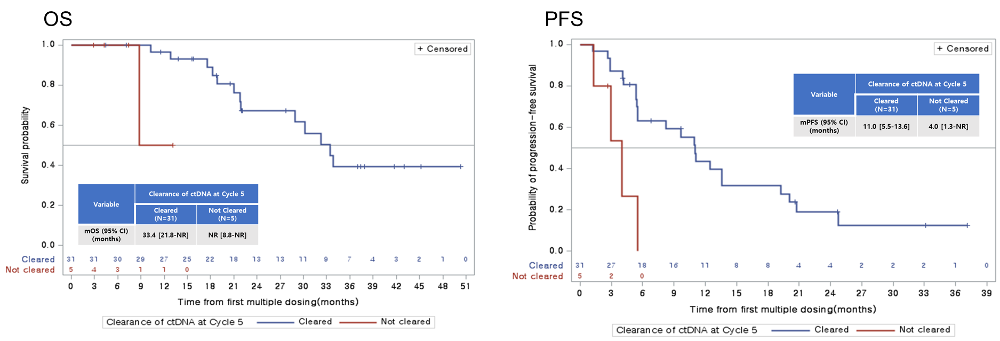 OS
1.0
0.8
0.6
0.4
0.2
0.0
Survival probability
+ Censored
Variable
Clearance of ctDNA at Cycle 5
Cleared
(N=31)
Not Cleared
(N=5)
mOS (95% CI)
(months)
33.4 [21.8-NR]
NR [8.8-NR]
Cleared 31 31 30 29 27 25 22 18 13 13 11 9 7 4 3 2 1 0
Not cleared 5 4 3 1 1 0
0 3 6 9 12 15 18 21 24 27 30 33 36 39 42 45 48 51
Time from first multiple dosing(months)
Clearance of ctDNA at Cycle 5 Cleared Not cleared
PFS
1.0
0.8
0.6
0.4
0.2
0.0
Probability of progression-free survival
+ Censored
Variable
Clearance of ctDNA at Cycle 5
Cleared
(N=31)
Not Cleared
(N=5)
mPFS (95% CI)
(months)
11.0 [5.5-13.6]
4.0 [1.3-NR]
Cleared 31 27 18 16 11 8 8 4 4 2 2 2 1 0
Not cleared 5 2 0
0 3 6 9 12 15 18 21 24 27 30 33 36 39
Time from first multiple dosing(months)
Clearance of ctDNA at Cycle 5 Cleared Not cleared